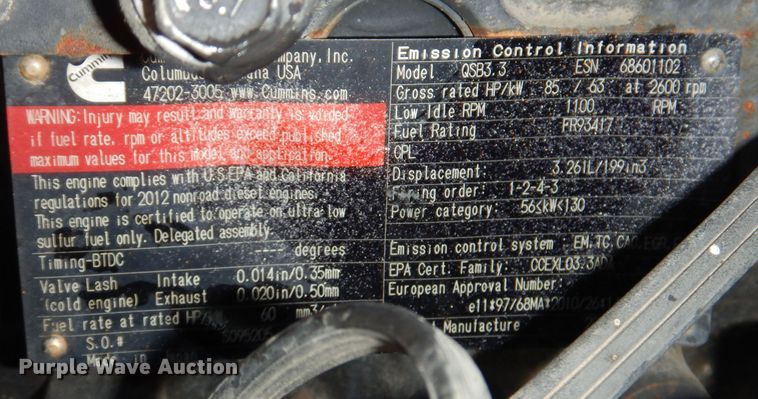 Cummins
Company, Inc.
Columbus, USA
47202-3005 www.Cummins.com
WARNING: Injury may result and warranty is voided
if fuel rate, rpm or altitudes exceed published
maximum values for this model and application.
This engine complies with U.S.EPA and California
regulations for 2012 nonroad diesel engines.
This engine is certified to operate on ultra low
sulfur fuel only. Delegated assembly.
Timing-BTDC ---- degrees
Valve Lash Intake 0.014in/0.35mm
(cold engine) Exhaust 0.020in/0.50mm
Fuel rate at rated HP/ 60
S.O.#
Made in
Emission Control Information
Model QSB3.3 ESN 68601102
Gross rated HP/kW 85 / 63 at 2600 rpm
Low Idle RPM 1100 RPM
Fuel Rating FR93417
CPL
Displacement: 3.261L/199in3
Firing order: 1-2-4-3
Power category: 56≤kW<130
Emission control system : EM, TC,
EPA Cert. Family:
European Approval Number:
Manufacture
Purple Wave Auction